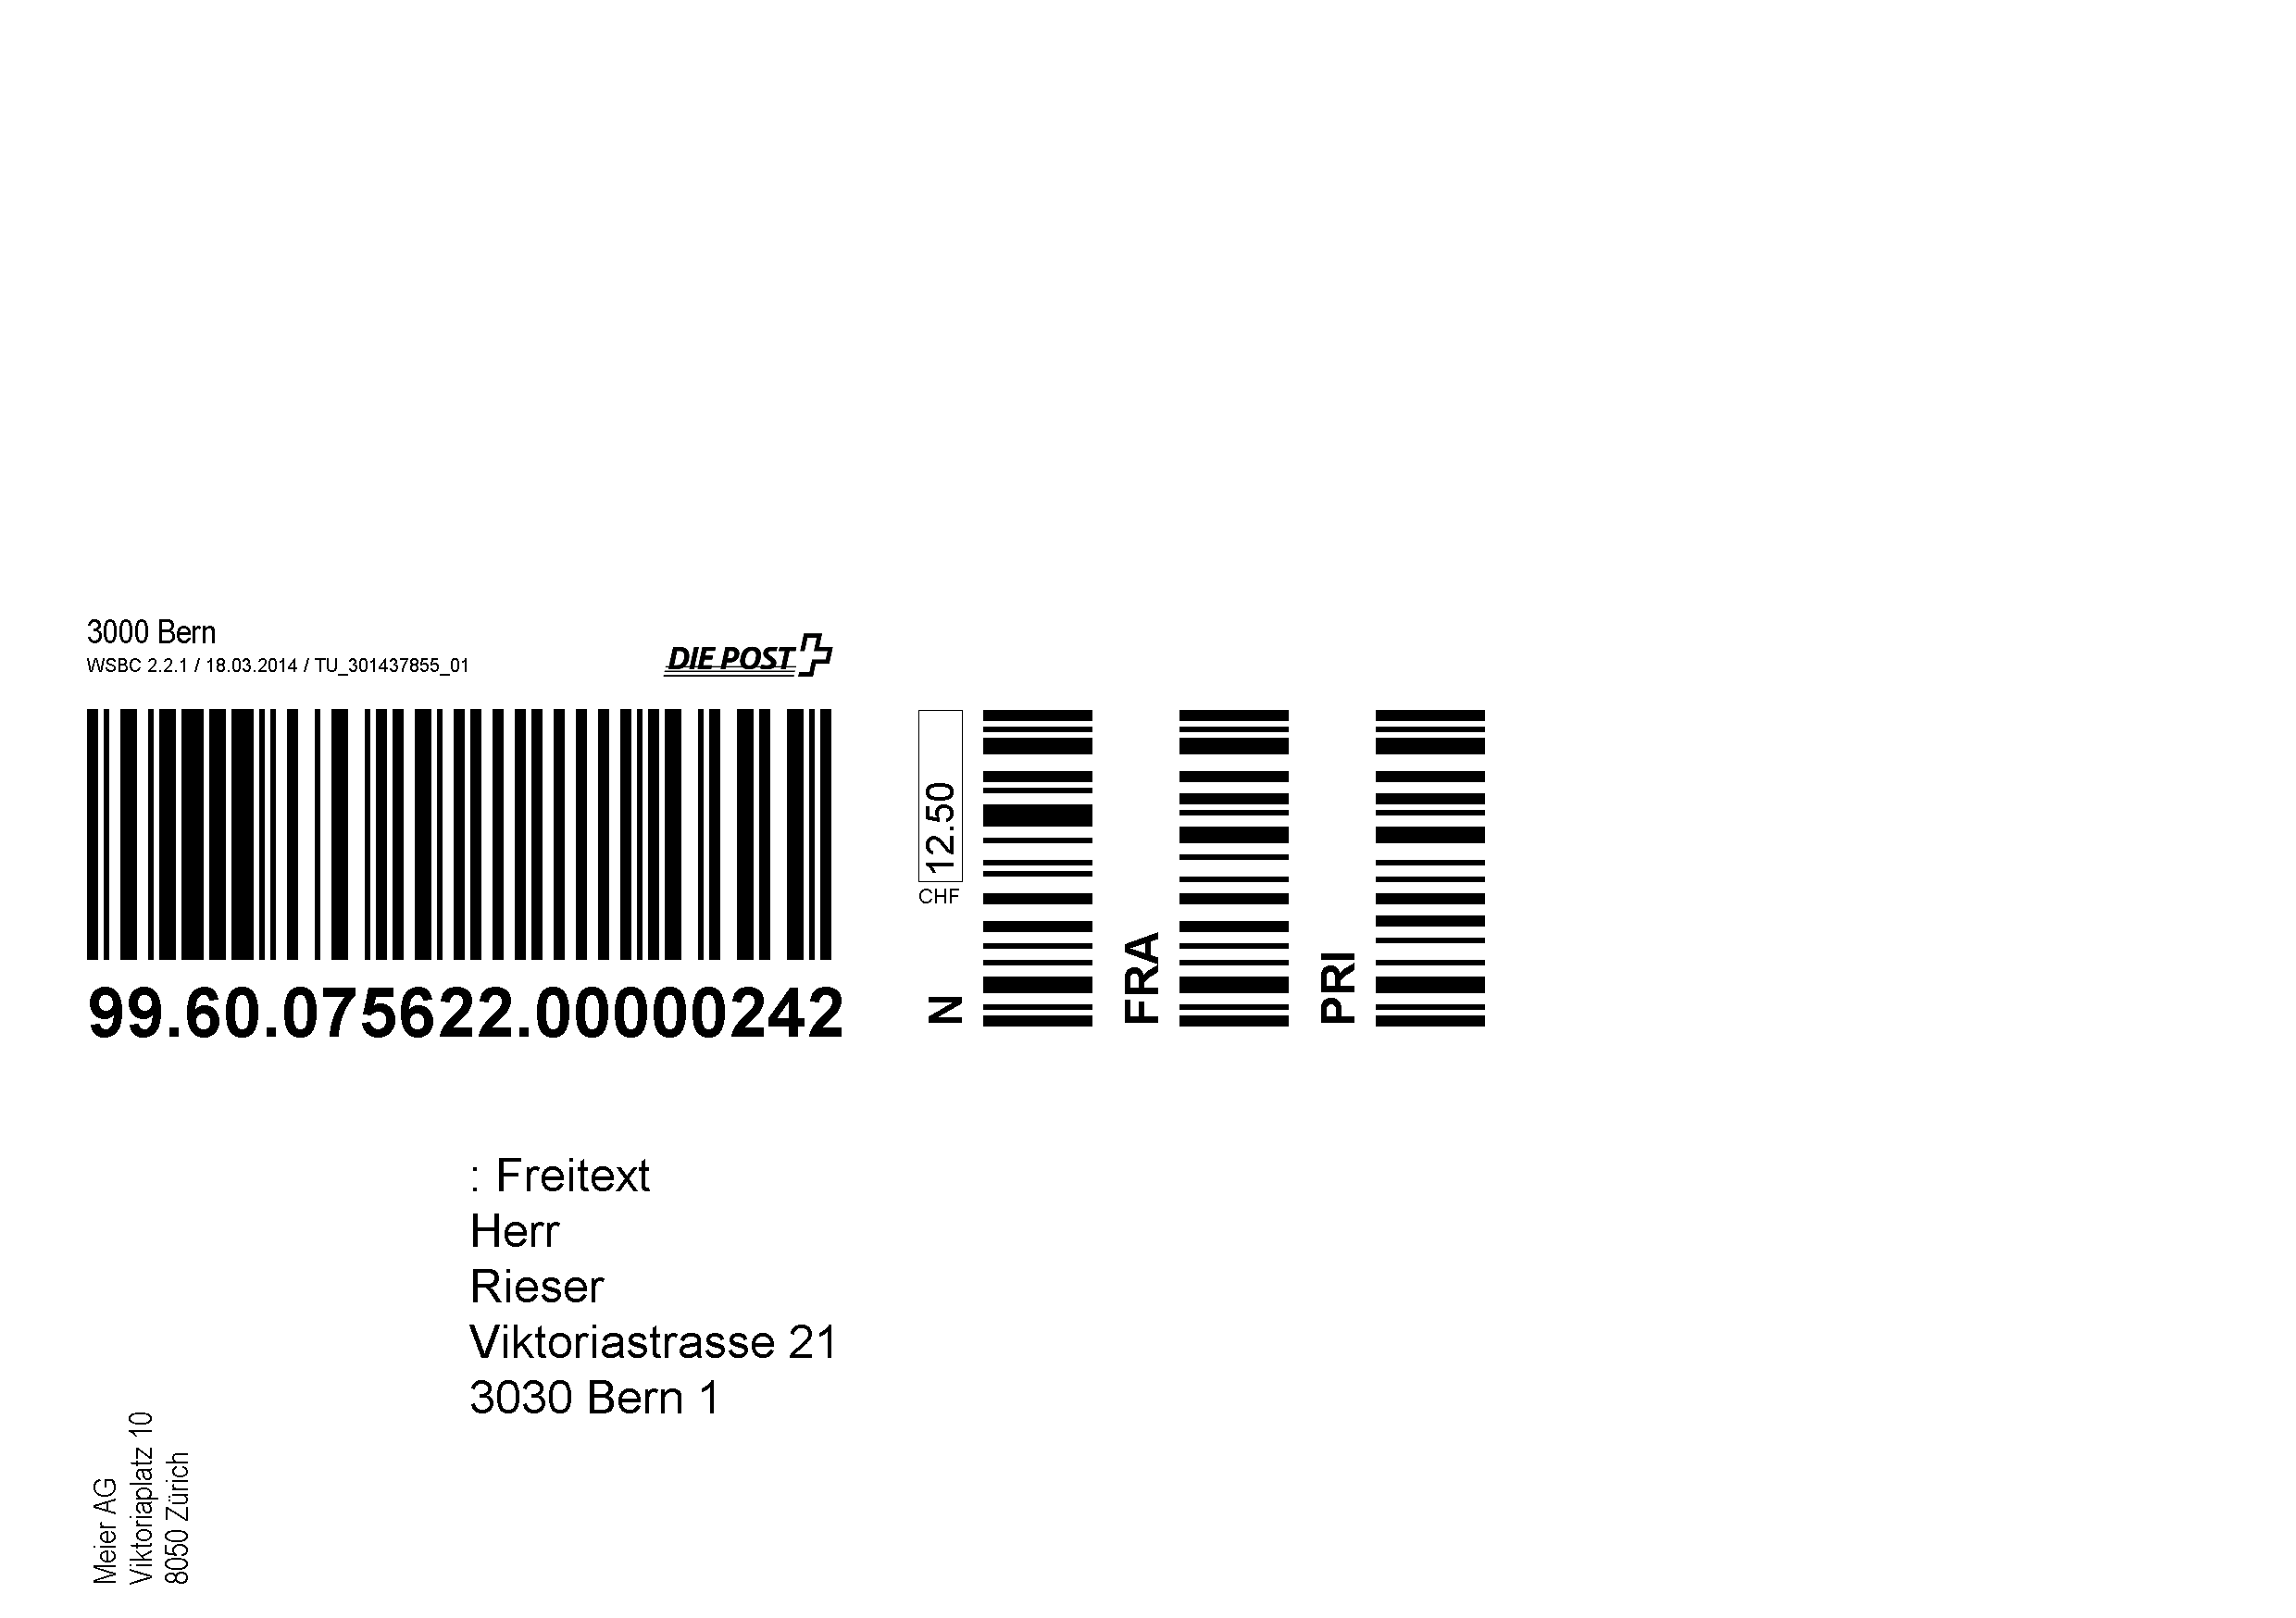 3000 Bern
WSBC 2.2.1 / 18.03.2014 / TU_301437855_01
DIE POST
99.60.075622.00000242
12.50
CHF
N
FRA
PRI
: Freitext
Herr
Rieser
Viktoriastrasse 21
3030 Bern 1
Meier AG
Viktoriaplatz 10
8050 Zürich